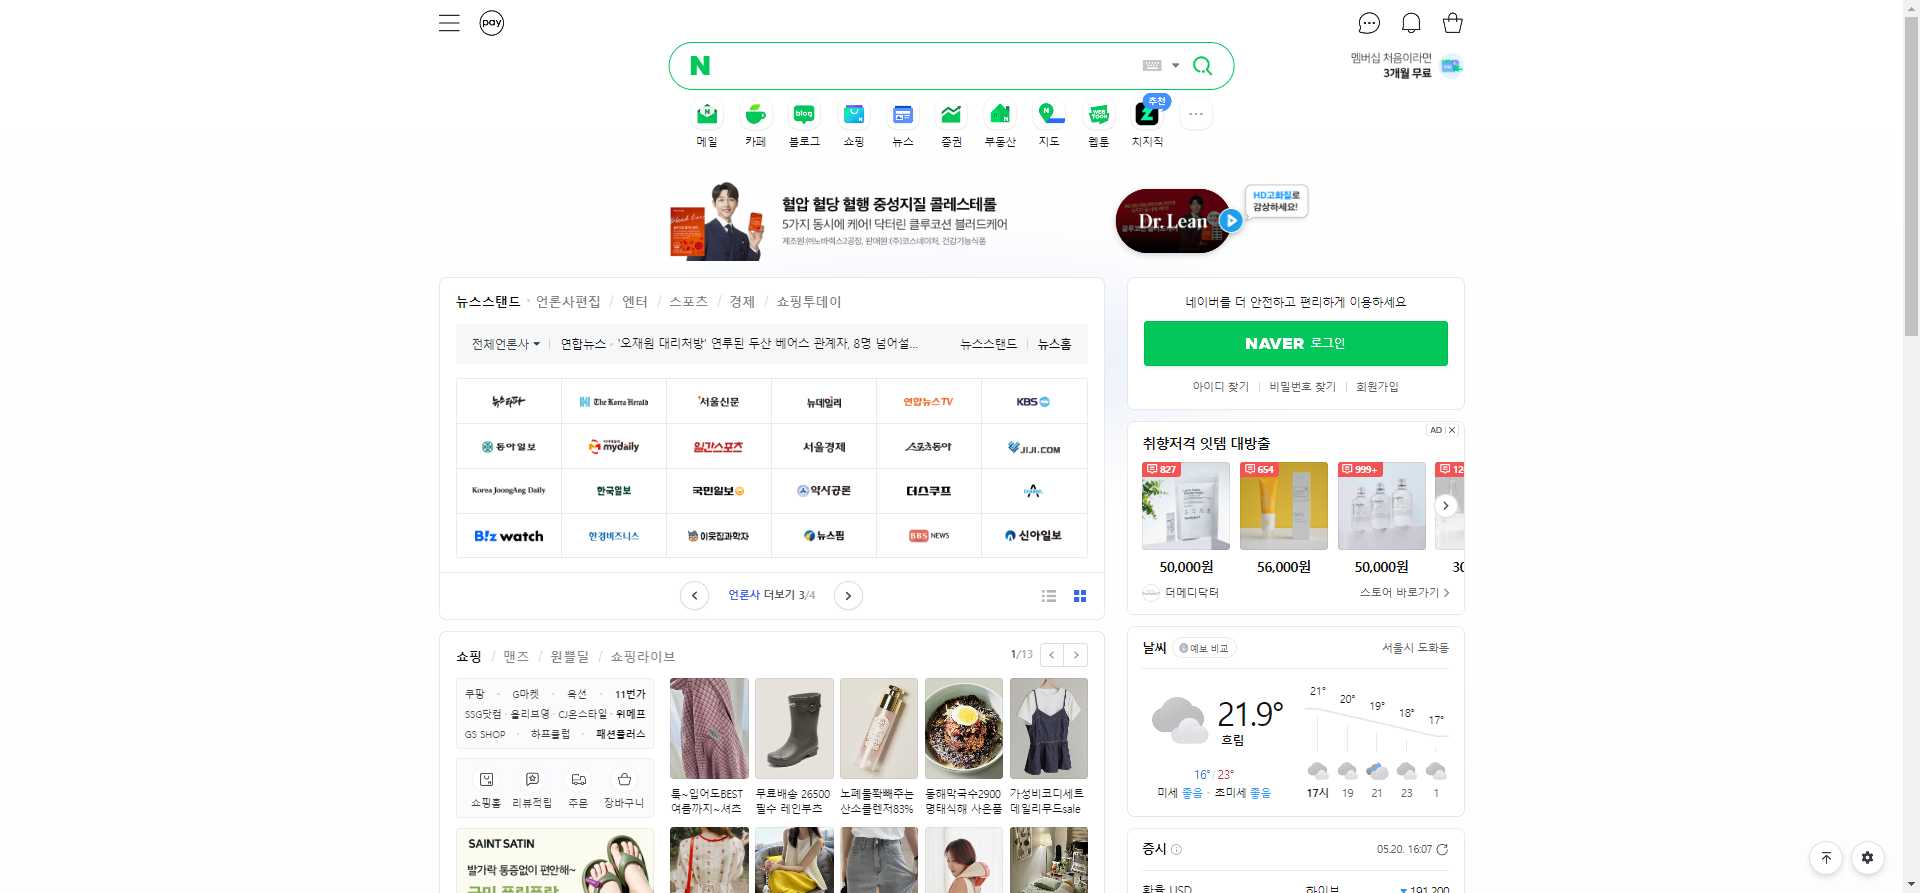 pay
N
멤버십 처음이라면
3개월 무료
메일
카페
blog
블로그
쇼핑
뉴스
증권
부동산
지도
WEB TOON
웹툰
추천
치지직
혈압 혈당 혈행 중성지질 콜레스테롤
5가지 동시에 케어! 닥터린 클루코션 블러드케어
Dr.Lean
HD고화질로
감상하세요!
뉴스스탠드 · 언론사편집 / 엔터 / 스포츠 / 경제 / 쇼핑투데이
네이버를 더 안전하고 편리하게 이용하세요
전체언론사 연합뉴스 · '오재원 대리처방' 연루된 두산 베어스 관계자, 8명 넘어설... 뉴스스탠드 뉴스홈
NAVER 로그인
아이디 찾기 | 비밀번호 찾기 | 회원가입
뉴스타파 The Korea Herald 서울신문 뉴데일리 연합뉴스TV KBS
동아일보 mydaily 일간스포츠 서울경제 스포츠동아 JIJI.COM
Korea JoongAng Daily 한국일보 국민일보 약사공론 더스쿠프
B!z watch 한경비즈니스 이웃집과학자 뉴스핌 BBS NEWS 신아일보
언론사 더보기 3/4
AD
취향저격 잇템 대방출
827 654 999+ 12
50,000원 56,000원 50,000원 30
더메디닥터 스토어 바로가기
쇼핑 / 맨즈 / 원쁠딜 / 쇼핑라이브
1/13
쿠팡 · G마켓 · 옥션 · 11번가
SSG닷컴 · 올리브영 · CJ온스타일 · 위메프
GS SHOP · 하프클럽 · 패션플러스
쇼핑홈 리뷰적립 주문 장바구니
룩~입어도BEST
여름까지~셔츠
무료배송 26500
필수 레인부츠
노폐물쫙빼주는
산소클렌저83%
동해막국수2900
명태식해 사은품
가성비코디세트
데일리무드sale
SAINT SATIN
발가락 통증없이 편안해~
날씨 예보 비교 서울시 도화동
21.9°
흐림
16° / 23°
미세 좋음 · 초미세 좋음
21° 20° 19° 18° 17°
17시 19 21 23 1
증시 05.20. 16:07
환율 USD 하이브 ▼ 191,200